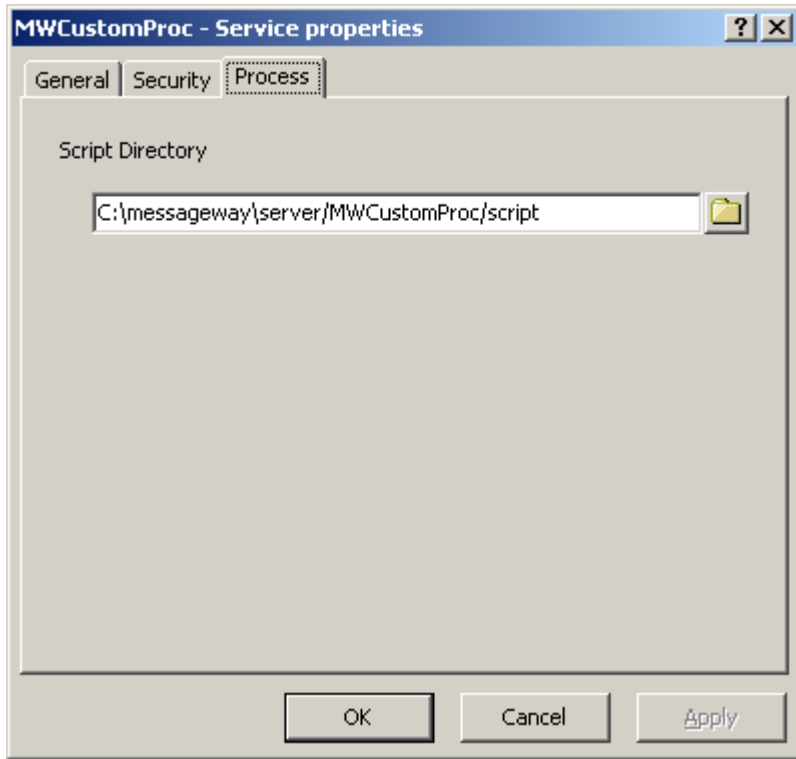 MWCustomProc - Service properties
? X
General Security Process
Script Directory
C:\messageway\server/MWCustomProc/script
OK Cancel Apply